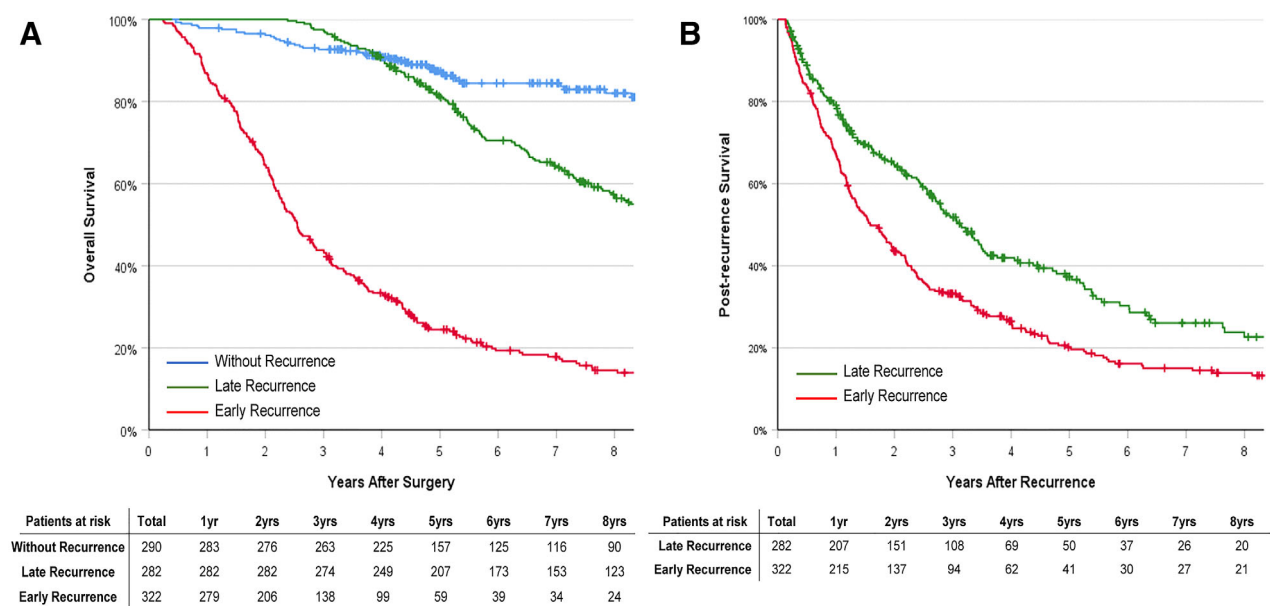 A
100%
80%
60%
40%
20%
0%
Overall Survival
Without Recurrence
Late Recurrence
Early Recurrence
0 1 2 3 4 5 6 7 8
Years After Surgery
Patients at risk Total 1yr 2yrs 3yrs 4yrs 5yrs 6yrs 7yrs 8yrs
Without Recurrence 290 283 276 263 225 157 125 116 90
Late Recurrence 282 282 282 274 249 207 173 153 123
Early Recurrence 322 279 206 138 99 59 39 34 24
B
100%
80%
60%
40%
20%
0%
Post-recurrence Survival
Late Recurrence
Early Recurrence
0 1 2 3 4 5 6 7 8
Years After Recurrence
Patients at risk Total 1yr 2yrs 3yrs 4yrs 5yrs 6yrs 7yrs 8yrs
Late Recurrence 282 207 151 108 69 50 37 26 20
Early Recurrence 322 215 137 94 62 41 30 27 21